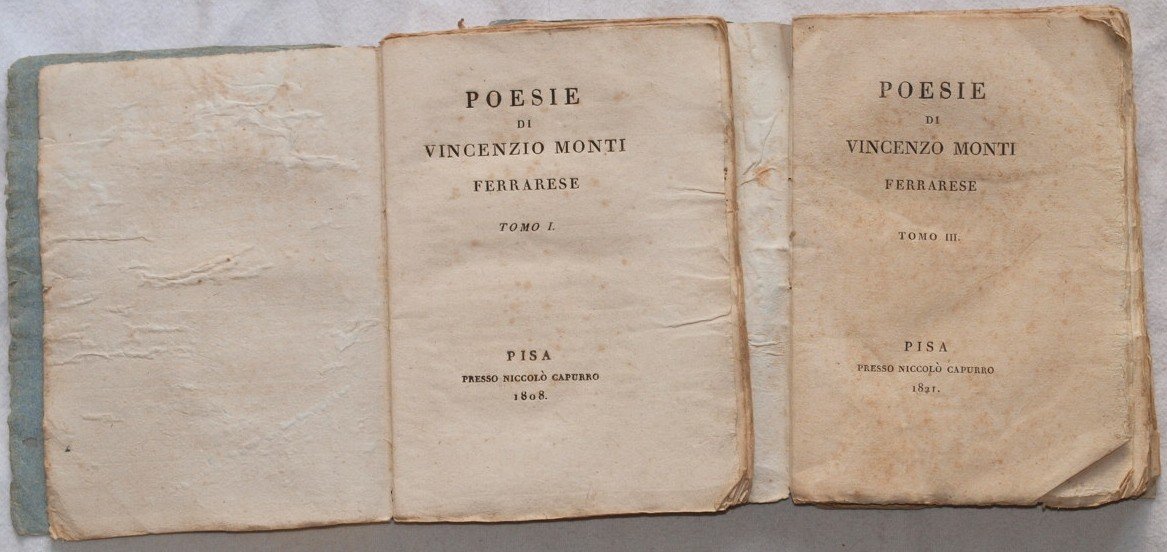 POESIE
DI
VINCENZIO MONTI
FERRARESE
TOMO I.
PISA
PRESSO NICCOLÒ CAPURRO
1808.
POESIE
DI
VINCENZO MONTI
FERRARESE
TOMO III.
PISA
PRESSO NICCOLÒ CAPURRO
1821.